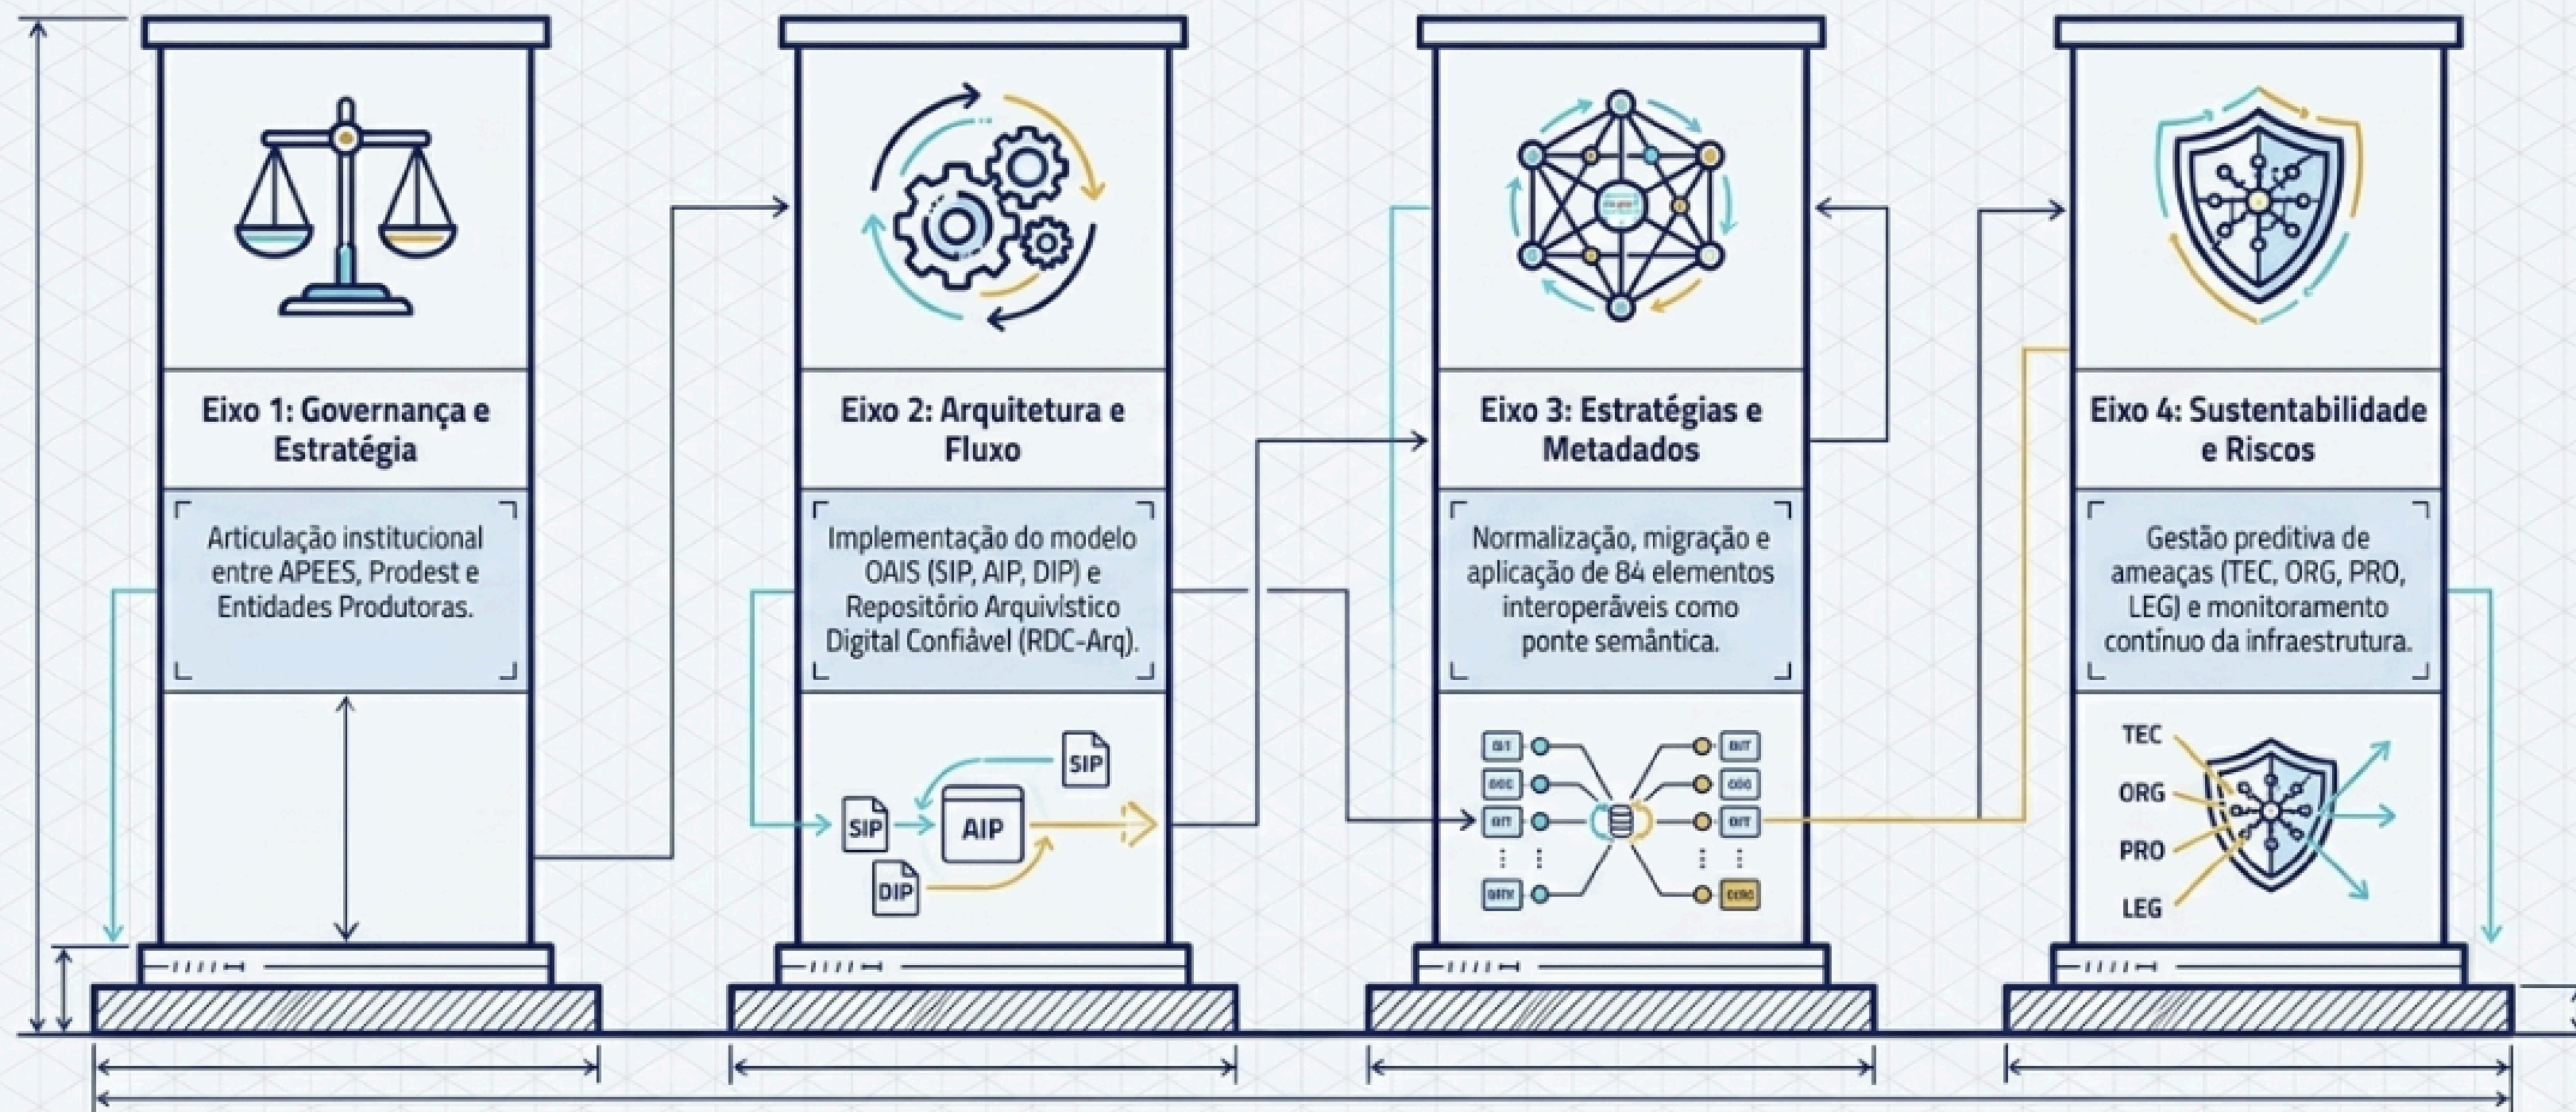 Eixo 1: Governança e
Estratégia
Articulação institucional
entre APEES, Prodest e
Entidades Produtoras.
Eixo 2: Arquitetura e
Fluxo
Implementação do modelo
OAIS (SIP, AIP, DIP) e
Repositório Arquivístico
Digital Confiável (RDC-Arq).
SIP
SIP
AIP
DIP
Eixo 3: Estratégias e
Metadados
Normalização, migração e
aplicação de 84 elementos
interoperáveis como
ponte semântica.
Eixo 4: Sustentabilidade
e Riscos
Gestão preditiva de
ameaças (TEC, ORG, PRO,
LEG) e monitoramento
contínuo da infraestrutura.
TEC
ORG
PRO
LEG